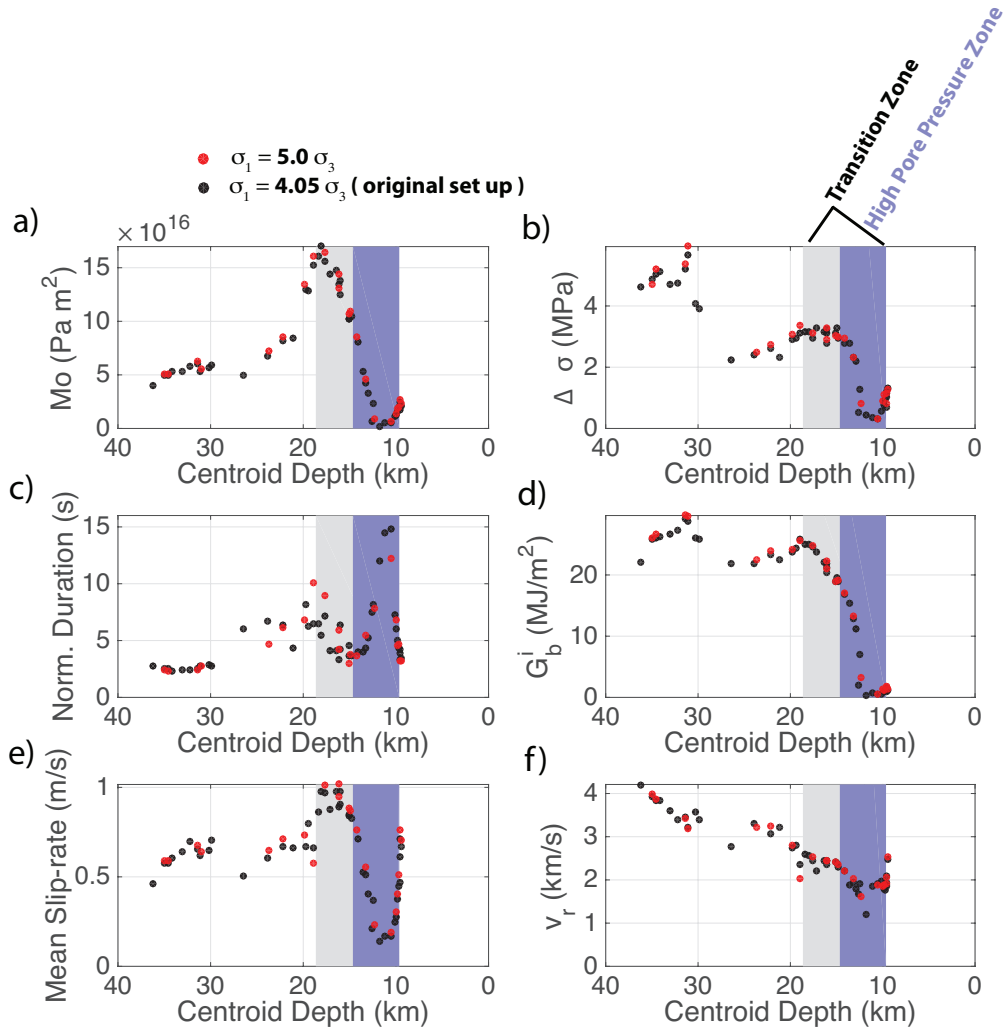 Transition Zone
High Pore Pressure Zone
σ1 = 5.0 σ3
σ1 = 4.05 σ3 ( original set up )
a)
× 10^16
Mo (Pa m²)
15
10
5
0
40 30 20 10 0
Centroid Depth (km)
b)
Δ σ (MPa)
4
2
0
40 30 20 10 0
Centroid Depth (km)
c)
Norm. Duration (s)
15
10
5
0
40 30 20 10 0
Centroid Depth (km)
d)
G_b^i (MJ/m²)
20
10
0
40 30 20 10 0
Centroid Depth (km)
e)
Mean Slip-rate (m/s)
1
0.5
0
40 30 20 10 0
Centroid Depth (km)
f)
v_r (km/s)
4
3
2
1
0
40 30 20 10 0
Centroid Depth (km)